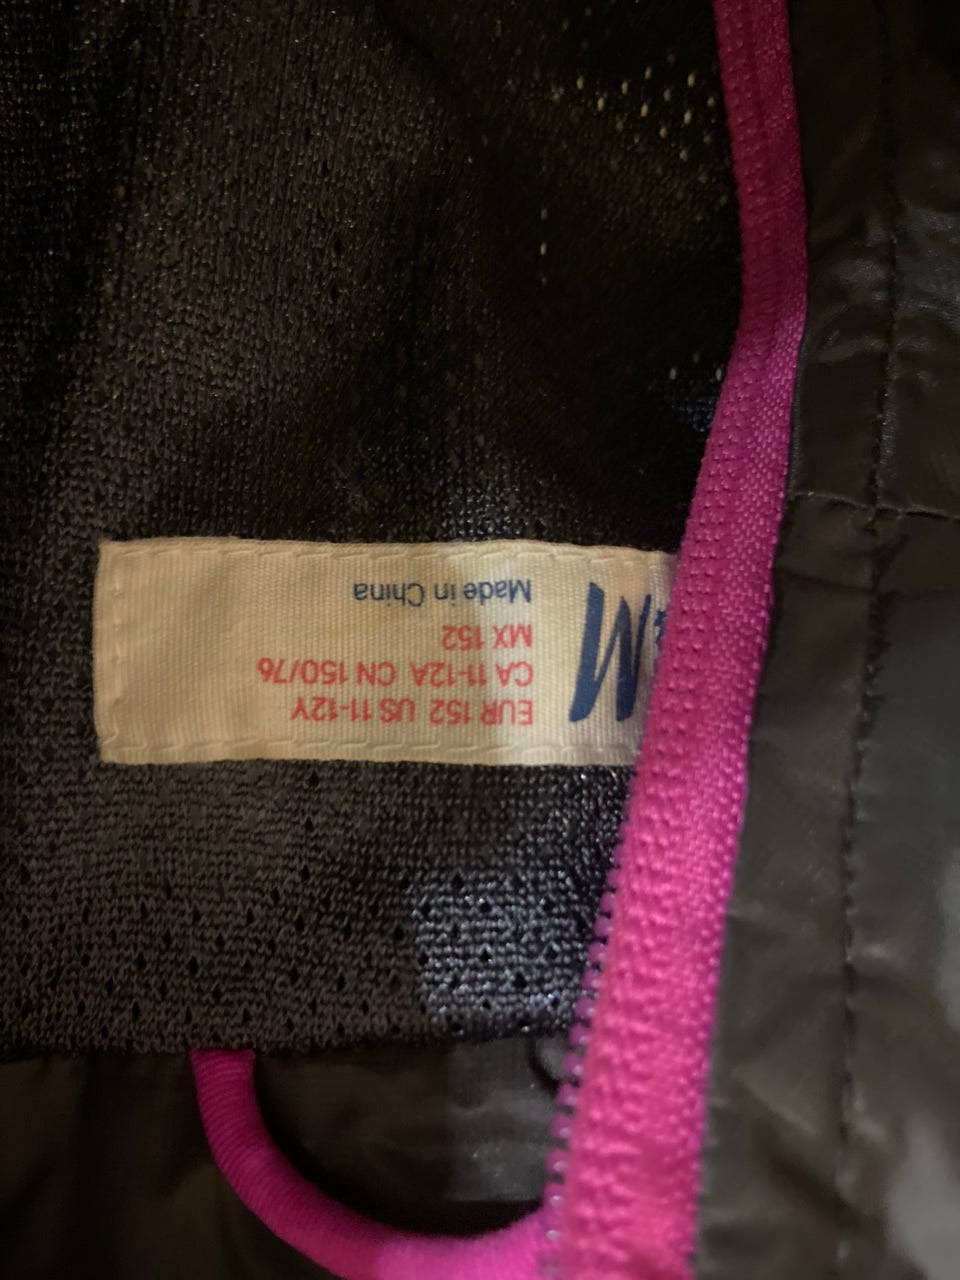 &M
EUR 152 US 11-12Y
CA 11-12A CN 150/76
MX 152
Made in China